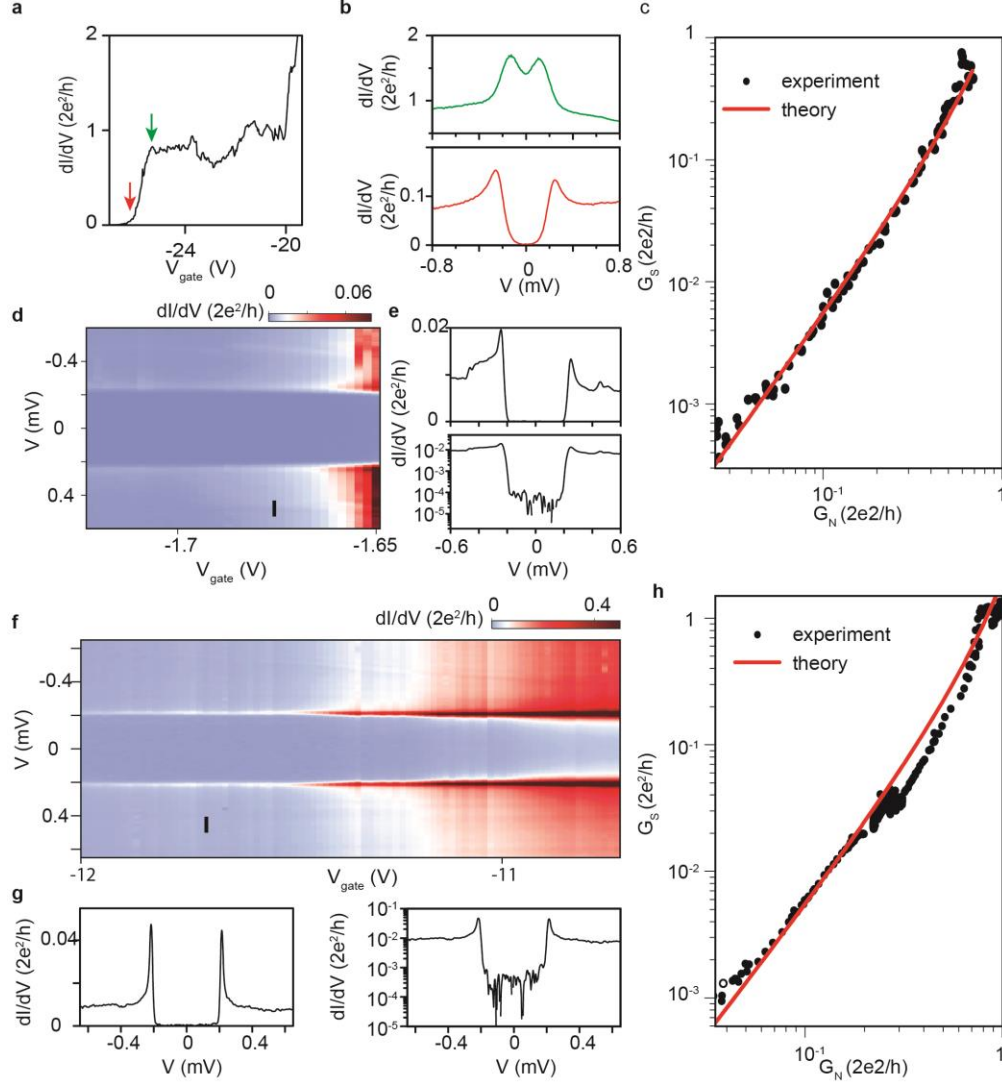 a
2
1
0
dI/dV (2e²/h)
-24
-20
V_gate (V)
b
2
1
dI/dV
(2e²/h)
0.1
0
dI/dV
(2e²/h)
-0.8
0
0.8
V (mV)
c
1
10⁻¹
10⁻²
10⁻³
G_S (2e2/h)
experiment
theory
10⁻¹
1
G_N (2e2/h)
d
dI/dV (2e²/h)
0
0.06
-0.4
0
0.4
V (mV)
-1.7
-1.65
V_gate (V)
e
0.02
0
10⁻²
10⁻³
10⁻⁴
10⁻⁵
dI/dV (2e²/h)
-0.6
0
0.6
V (mV)
f
dI/dV (2e²/h)
0
0.4
-0.4
0
0.4
V (mV)
-12
-11
V_gate (V)
g
0.04
0
dI/dV (2e²/h)
-0.4
0.0
0.4
V (mV)
10⁻¹
10⁻²
10⁻³
10⁻⁴
10⁻⁵
dI/dV (2e²/h)
-0.4
0.0
0.4
V (mV)
h
1
10⁻¹
10⁻²
10⁻³
G_S (2e²/h)
experiment
theory
10⁻¹
1
G_N (2e2/h)